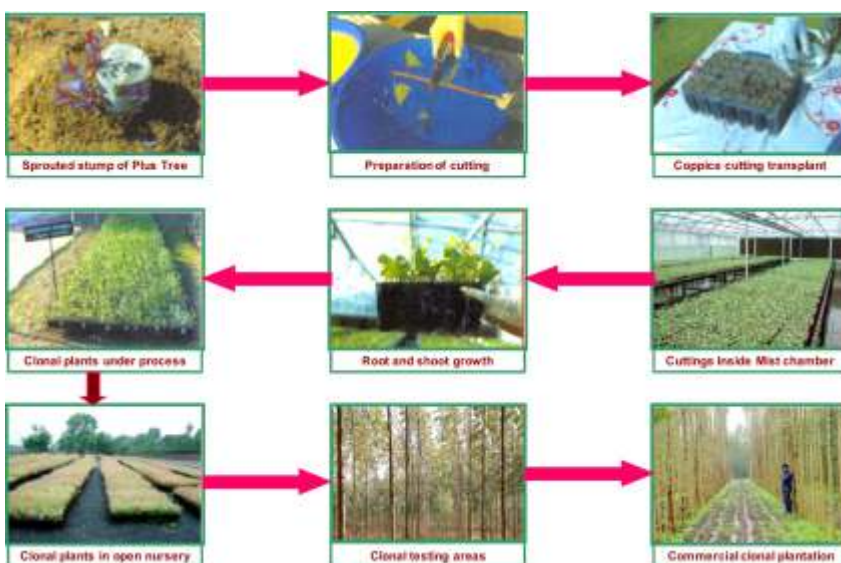 Sprouted stump of Plus Tree
Preparation of cutting
Coppice cutting transplant
Clonal plants under process
Root and shoot growth
Cuttings Inside Mist chamber
Clonal plants in open nursery
Clonal testing areas
Commercial clonal plantation